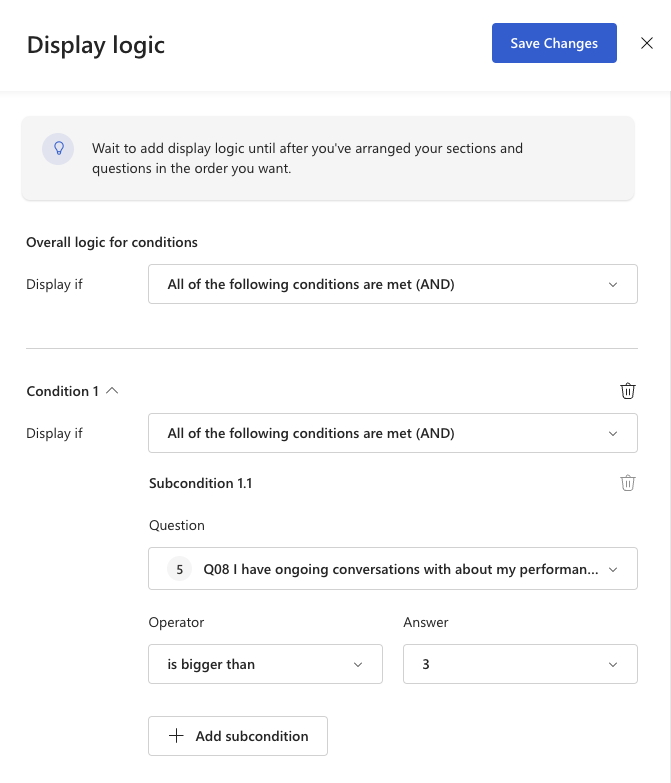 Display logic
Save Changes
Wait to add display logic until after you've arranged your sections and
questions in the order you want.
Overall logic for conditions
Display if
All of the following conditions are met (AND)
Condition 1
Display if
All of the following conditions are met (AND)
Subcondition 1.1
Question
5 Q08 I have ongoing conversations with about my performan...
Operator
Answer
is bigger than
3
Add subcondition